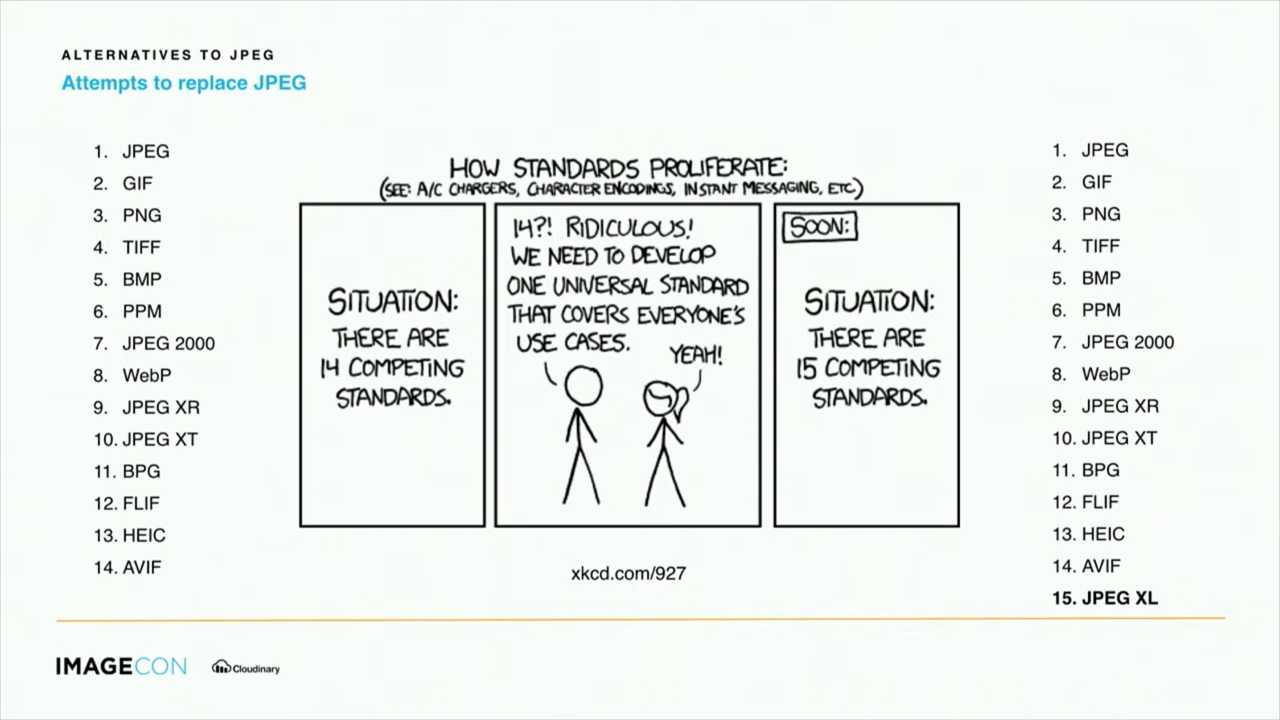 ALTERNATIVES TO JPEG
Attempts to replace JPEG
1. JPEG
2. GIF
3. PNG
4. TIFF
5. BMP
6. PPM
7. JPEG 2000
8. WebP
9. JPEG XR
10. JPEG XT
11. BPG
12. FLIF
13. HEIC
14. AVIF
HOW STANDARDS PROLIFERATE:
(SEE: A/C CHARGERS, CHARACTER ENCODINGS, INSTANT MESSAGING, ETC.)
SITUATION:
THERE ARE
14 COMPETING
STANDARDS.
14?! RIDICULOUS!
WE NEED TO DEVELOP
ONE UNIVERSAL STANDARD
THAT COVERS EVERYONE'S
USE CASES.
YEAH!
SOON:
SITUATION:
THERE ARE
15 COMPETING
STANDARDS.
xkcd.com/927
1. JPEG
2. GIF
3. PNG
4. TIFF
5. BMP
6. PPM
7. JPEG 2000
8. WebP
9. JPEG XR
10. JPEG XT
11. BPG
12. FLIF
13. HEIC
14. AVIF
15. JPEG XL
IMAGECON
Cloudinary